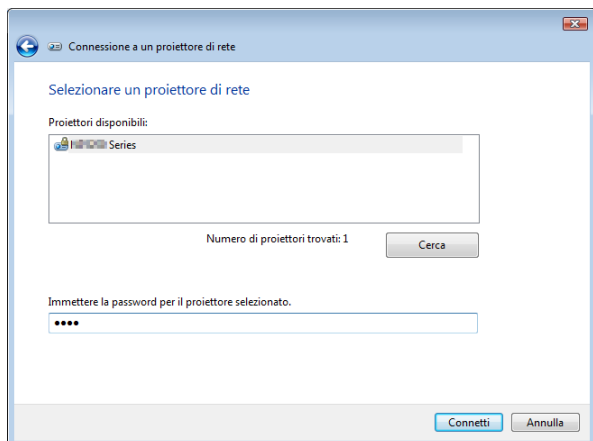 Connessione a un proiettore di rete
Selezionare un proiettore di rete
Proiettori disponibili:
Series
Numero di proiettori trovati: 1
Cerca
Immettere la password per il proiettore selezionato.
••••
Connetti
Annulla